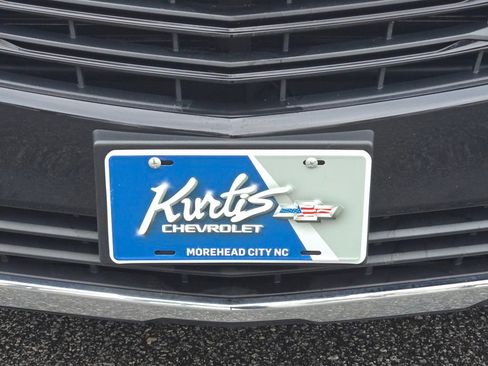 Kurtis
CHEVROLET
MOREHEAD CITY NC